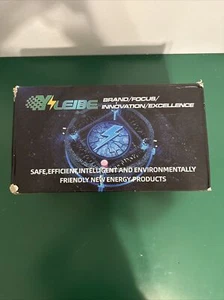 LEIBE
BRAND/FOCUS/
INNOVATION/EXCELLENCE
SAFE,EFFICIENT,INTELLIGENT AND ENVIRONMENTALLY
FRIENDLY NEW ENERGY PRODUCTS